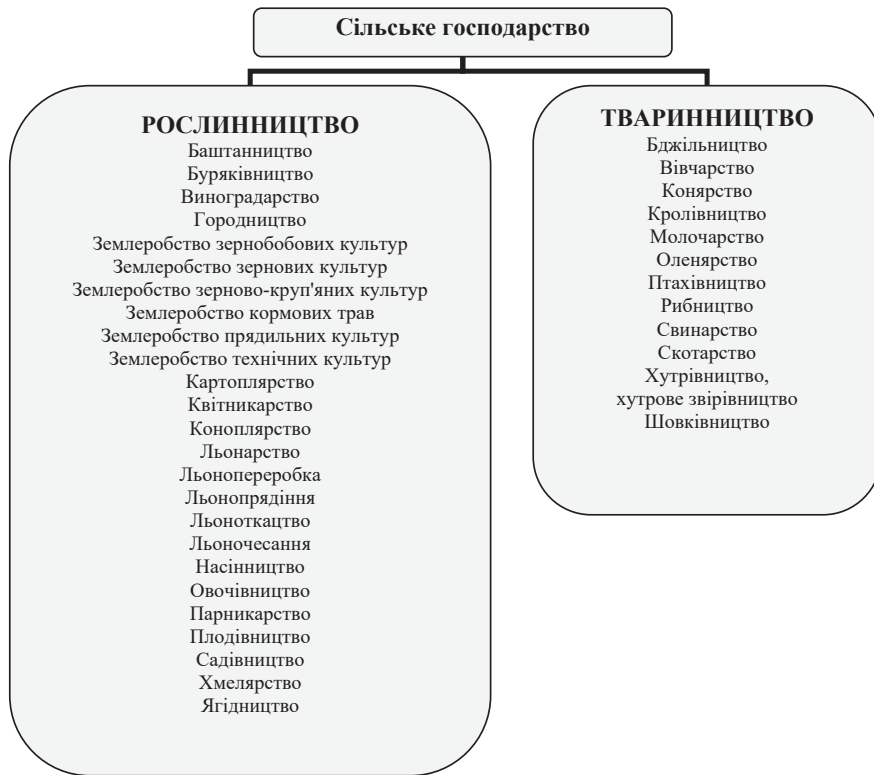 Сільське господарство
РОСЛИННИЦТВО
Баштанництво
Буряківництво
Виноградарство
Городництво
Землеробство зернобобових культур
Землеробство зернових культур
Землеробство зерново-круп'яних культур
Землеробство кормових трав
Землеробство прядильних культур
Землеробство технічних культур
Картоплярство
Квітникарство
Коноплярство
Льонарство
Льонопереробка
Льонопрядіння
Льоноткацтво
Льоночесання
Насінництво
Овочівництво
Парникарство
Плодівництво
Садівництво
Хмелярство
Ягідництво
ТВАРИННИЦТВО
Бджільництво
Вівчарство
Конярство
Кролівництво
Молочарство
Оленярство
Птахівництво
Рибництво
Свинарство
Скотарство
Хутрівництво,
хутрове звірівництво
Шовківництво